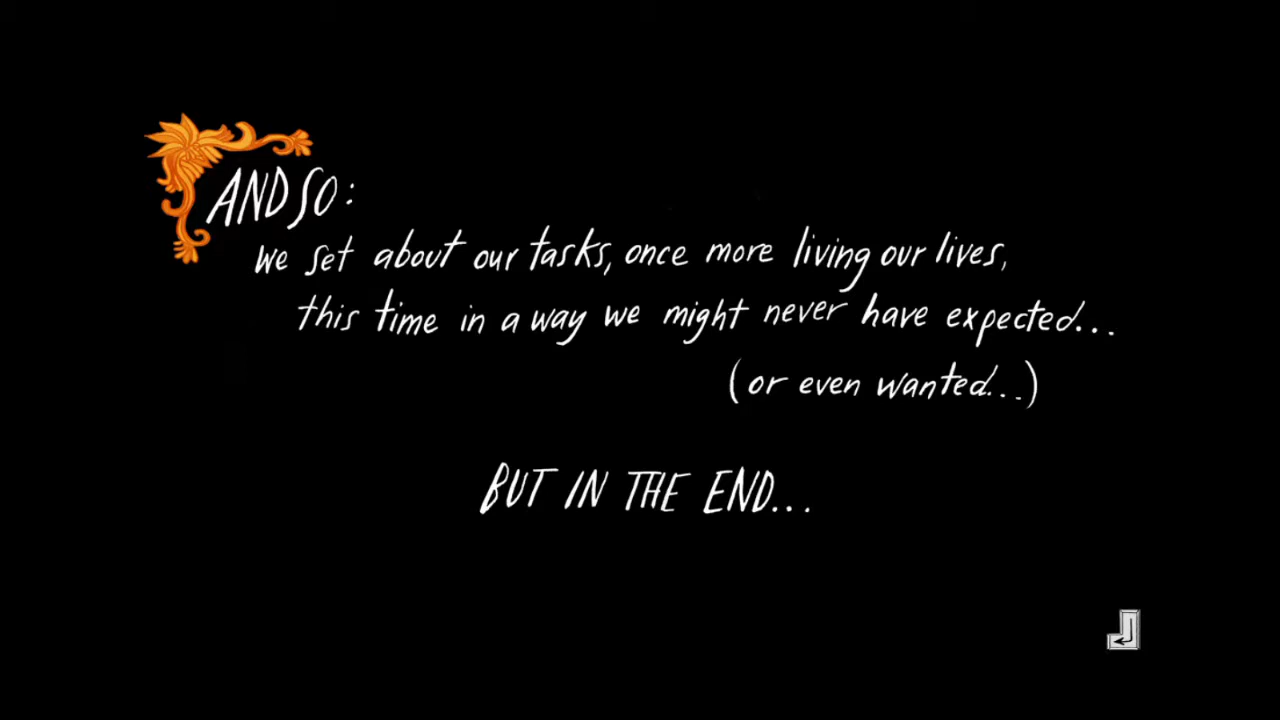 AND SO:
we set about our tasks, once more living our lives,
this time in a way we might never have expected...
(or even wanted...)
BUT IN THE END...